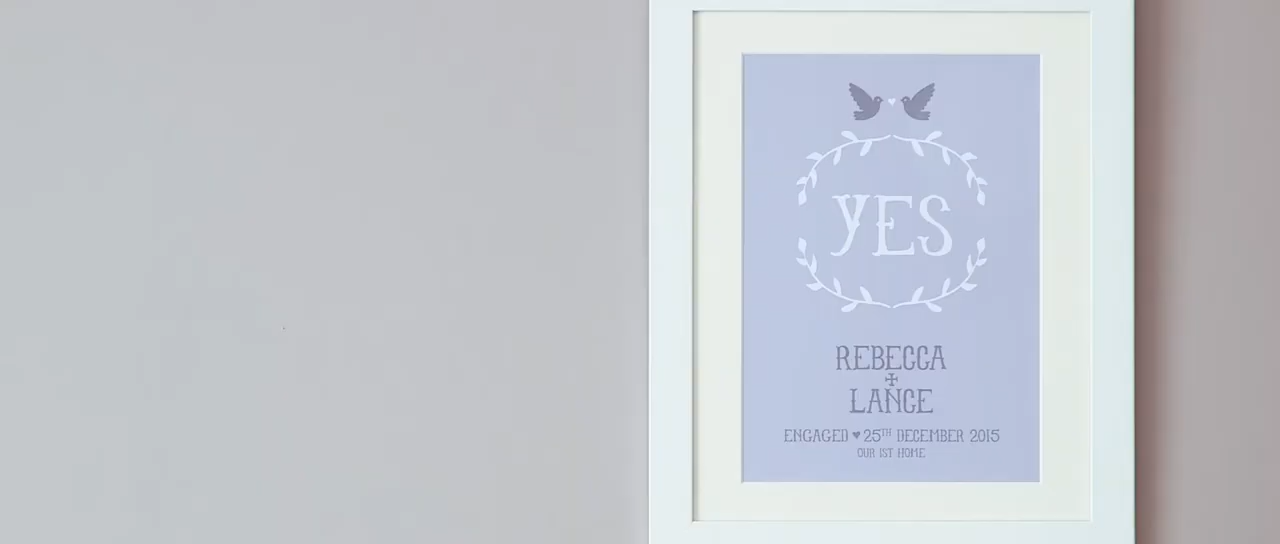 YES
REBECCA
+
LANCE
ENGAGED ♥ 25TH DECEMBER 2015
OUR 1ST HOME